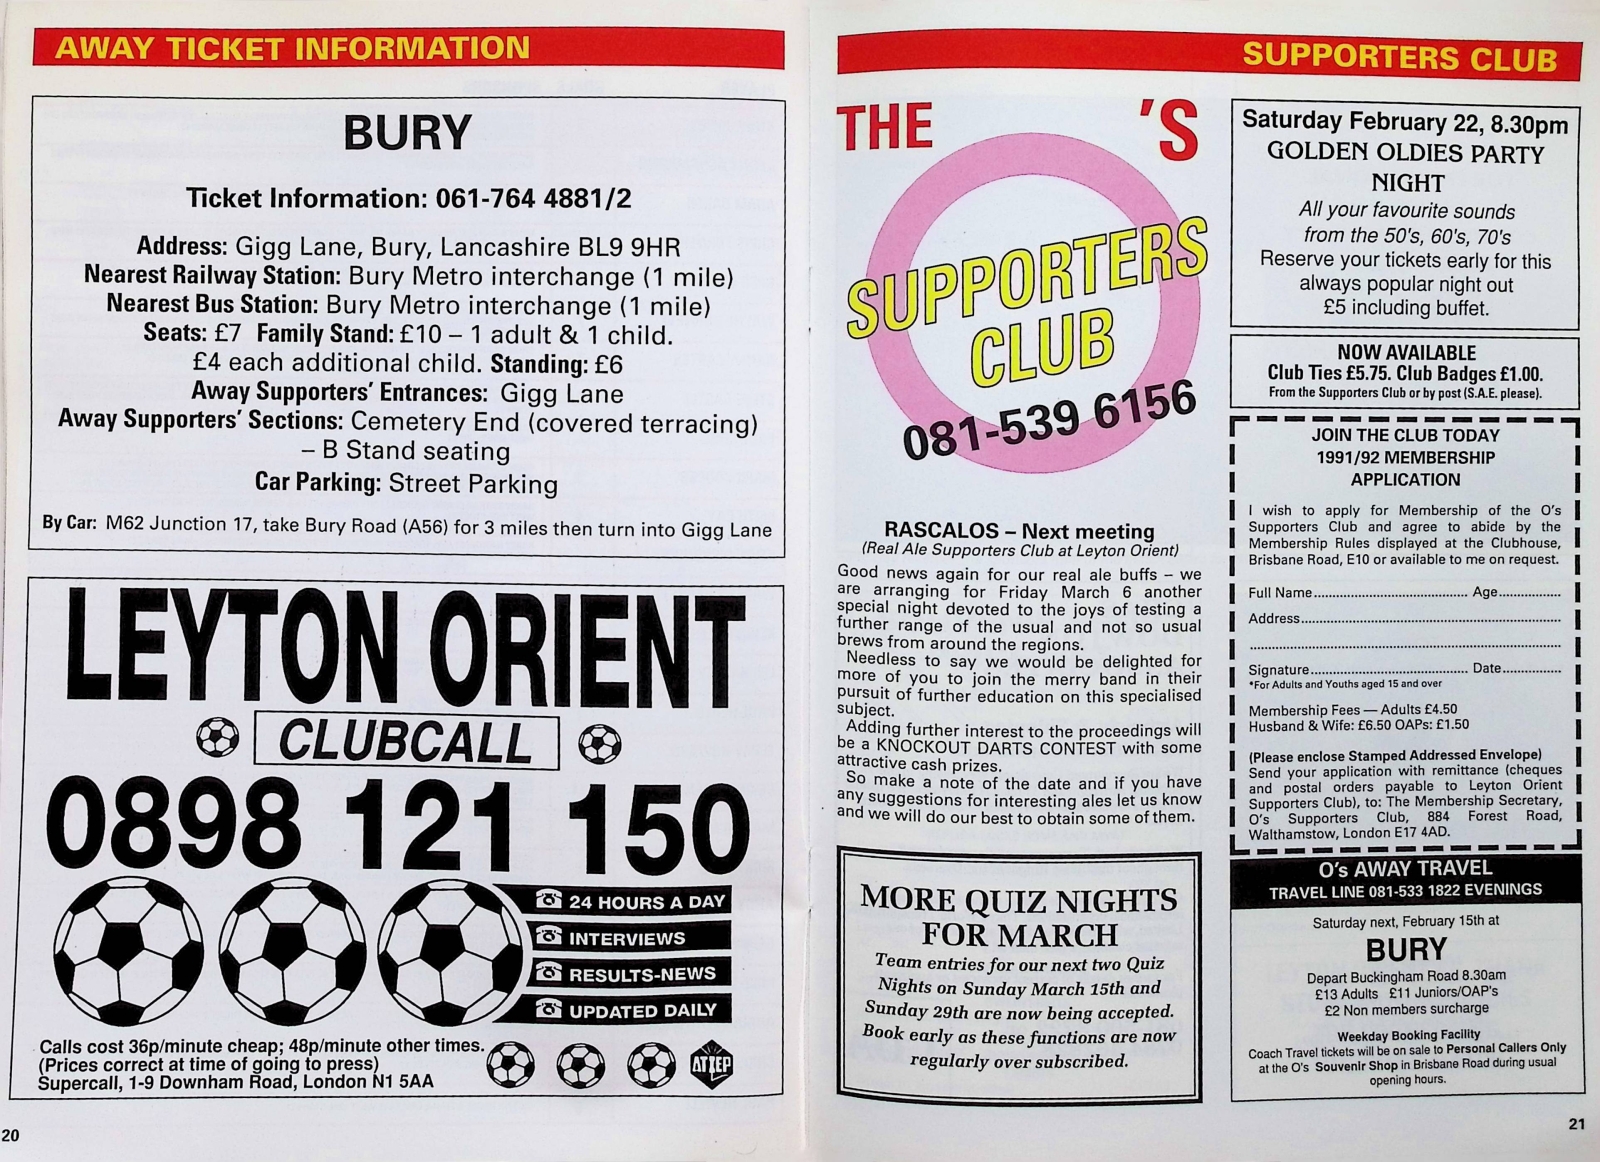 AWAY TICKET INFORMATION
BURY
Ticket Information: 061-764 4881/2
Address: Gigg Lane, Bury, Lancashire BL9 9HR
Nearest Railway Station: Bury Metro interchange (1 mile)
Nearest Bus Station: Bury Metro interchange (1 mile)
Seats: £7 Family Stand: £10 – 1 adult & 1 child.
£4 each additional child. Standing: £6
Away Supporters' Entrances: Gigg Lane
Away Supporters' Sections: Cemetery End (covered terracing)
– B Stand seating
Car Parking: Street Parking
By Car: M62 Junction 17, take Bury Road (A56) for 3 miles then turn into Gigg Lane
LEYTON ORIENT
CLUBCALL
0898 121 150
24 HOURS A DAY
INTERVIEWS
RESULTS-NEWS
UPDATED DAILY
Calls cost 36p/minute cheap; 48p/minute other times.
(Prices correct at time of going to press)
Supercall, 1-9 Downham Road, London N1 5AA
ATIEP
20
SUPPORTERS CLUB
THE 'S
SUPPORTERS
CLUB
081-539 6156
RASCALOS – Next meeting
(Real Ale Supporters Club at Leyton Orient)
Good news again for our real ale buffs – we
are arranging for Friday March 6 another
special night devoted to the joys of testing a
further range of the usual and not so usual
brews from around the regions.
Needless to say we would be delighted for
more of you to join the merry band in their
pursuit of further education on this specialised
subject.
Adding further interest to the proceedings will
be a KNOCKOUT DARTS CONTEST with some
attractive cash prizes.
So make a note of the date and if you have
any suggestions for interesting ales let us know
and we will do our best to obtain some of them.
MORE QUIZ NIGHTS
FOR MARCH
Team entries for our next two Quiz
Nights on Sunday March 15th and
Sunday 29th are now being accepted.
Book early as these functions are now
regularly over subscribed.
Saturday February 22, 8.30pm
GOLDEN OLDIES PARTY
NIGHT
All your favourite sounds
from the 50's, 60's, 70's
Reserve your tickets early for this
always popular night out
£5 including buffet.
NOW AVAILABLE
Club Ties £5.75. Club Badges £1.00.
From the Supporters Club or by post (S.A.E. please).
JOIN THE CLUB TODAY
1991/92 MEMBERSHIP
APPLICATION
I wish to apply for Membership of the O's
Supporters Club and agree to abide by the
Membership Rules displayed at the Clubhouse,
Brisbane Road, E10 or available to me on request.
Full Name.................................... Age...............
Address..............................................................
..........................................................................
Signature..................................... Date..............
*For Adults and Youths aged 15 and over
Membership Fees — Adults £4.50
Husband & Wife: £6.50 OAPs: £1.50
(Please enclose Stamped Addressed Envelope)
Send your application with remittance (cheques
and postal orders payable to Leyton Orient
Supporters Club), to: The Membership Secretary,
O's Supporters Club, 884 Forest Road,
Walthamstow, London E17 4AD.
O's AWAY TRAVEL
TRAVEL LINE 081-533 1822 EVENINGS
Saturday next, February 15th at
BURY
Depart Buckingham Road 8.30am
£13 Adults £11 Juniors/OAP's
£2 Non members surcharge
Weekday Booking Facility
Coach Travel tickets will be on sale to Personal Callers Only
at the O's Souvenir Shop in Brisbane Road during usual
opening hours.
21